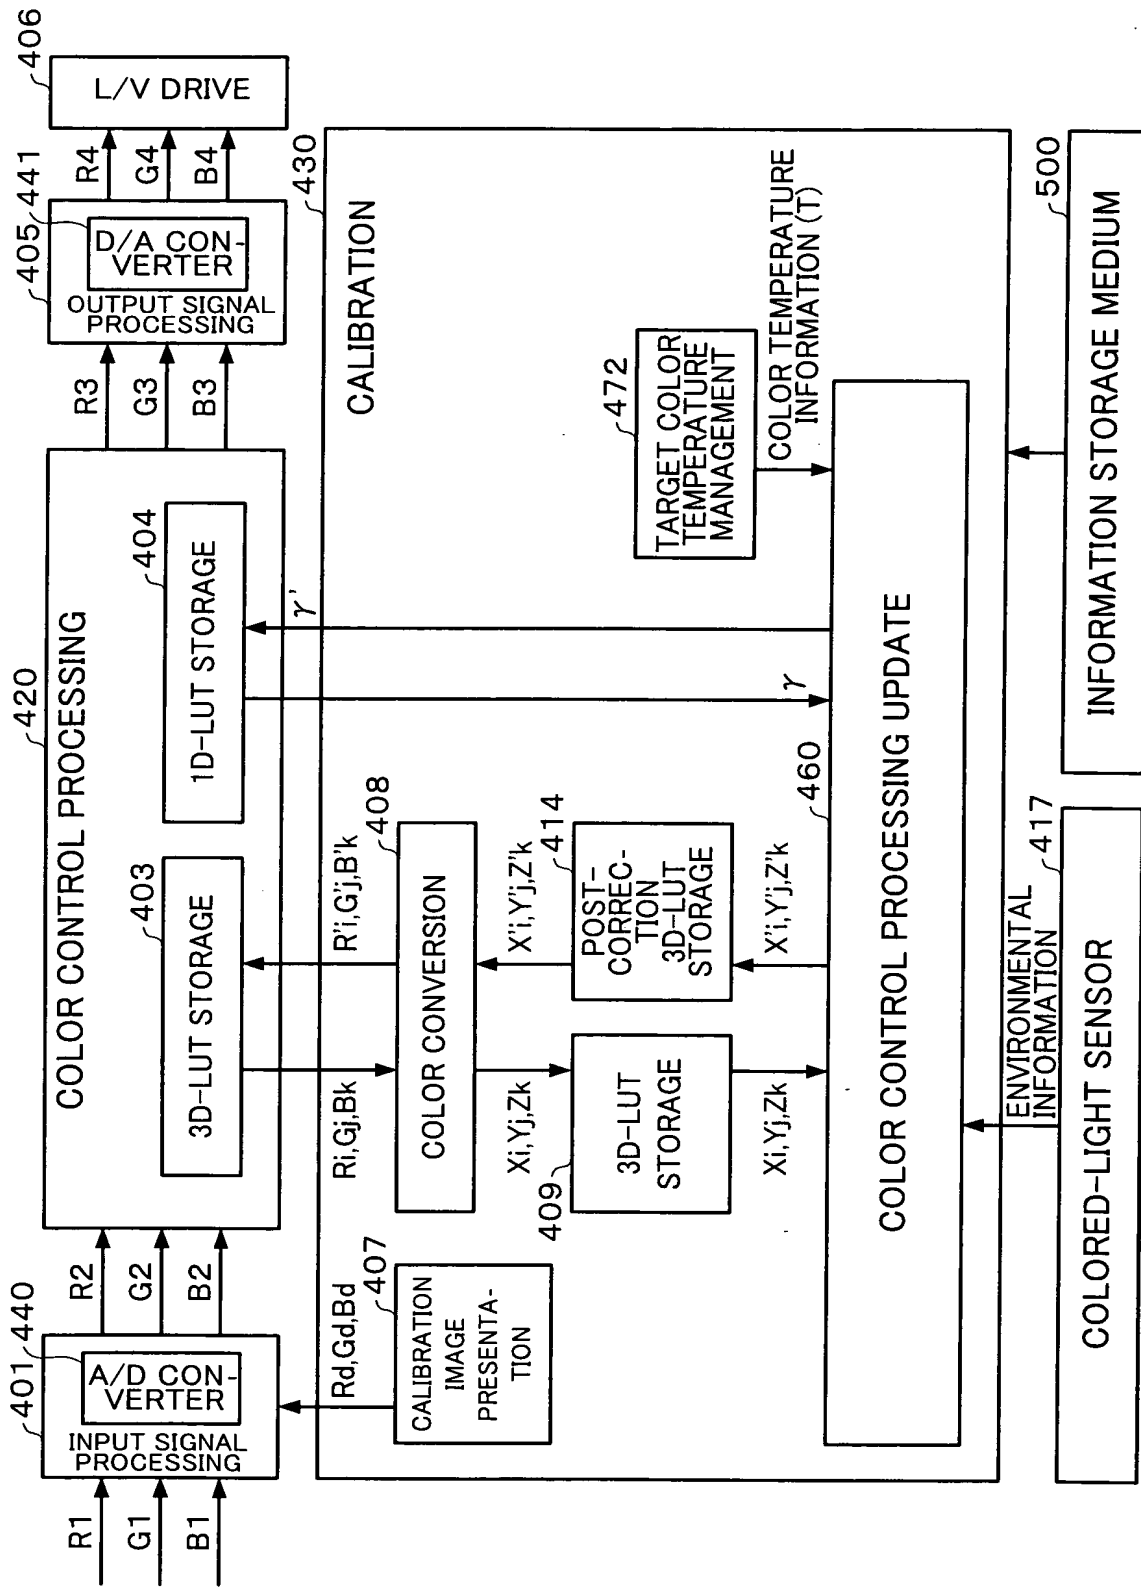 R1
G1
B1
401
440
A/D CON-
VERTER
INPUT SIGNAL
PROCESSING
R2
G2
B2
420
COLOR CONTROL PROCESSING
403
3D-LUT STORAGE
404
1D-LUT STORAGE
R3
G3
B3
405
441
D/A CON-
VERTER
OUTPUT SIGNAL
PROCESSING
R4
G4
B4
406
L/V DRIVE
430
CALIBRATION
Rd,Gd,Bd
407
CALIBRATION
IMAGE
PRESENTA-
TION
Ri,Gj,Bk
R'i,G'j,B'k
408
COLOR CONVERSION
Xi,Yj,Zk
X'i,Y'j,Z'k
409
3D-LUT
STORAGE
414
POST-
CORREC-
TION
3D-LUT
STORAGE
Xi,Yj,Zk
X'i,Y'j,Z'k
γ
γ'
472
TARGET COLOR
TEMPERATURE
MANAGEMENT
COLOR TEMPERATURE
INFORMATION (T)
460
COLOR CONTROL PROCESSING UPDATE
ENVIRONMENTAL
INFORMATION
417
COLORED-LIGHT SENSOR
500
INFORMATION STORAGE MEDIUM